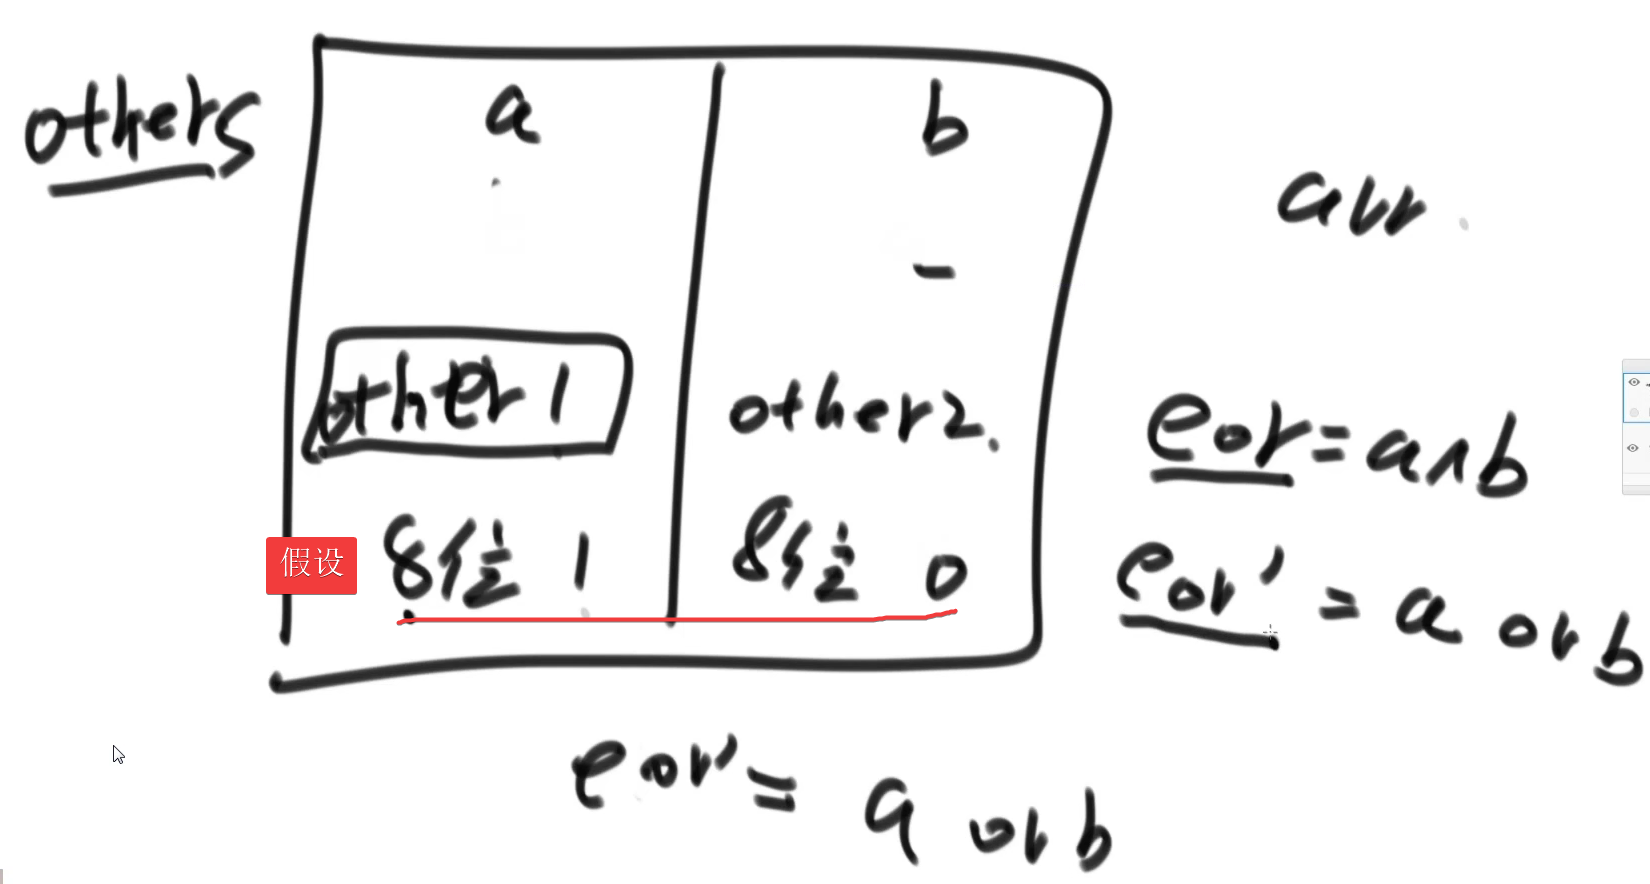 others
a b
arr
other1 other2.
eor=a^b
假设 8位 1 8位 0
eor' = a or b
eor' = a or b